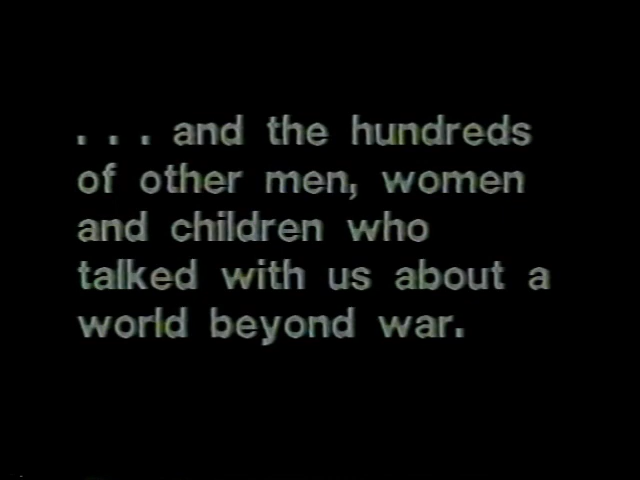 . . . and the hundreds
of other men, women
and children who
talked with us about a
world beyond war.